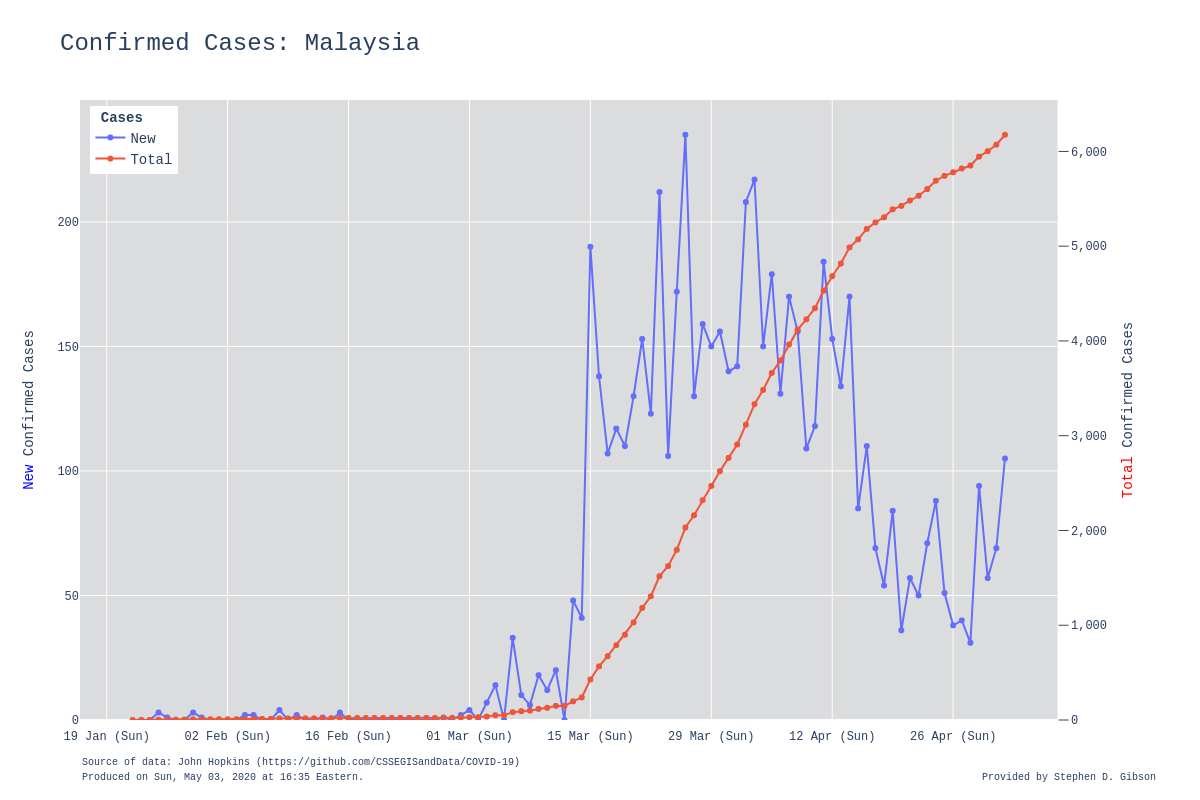 Confirmed Cases: Malaysia
Cases
New
Total
200
150
100
50
0
6,000
5,000
4,000
3,000
2,000
1,000
0
New Confirmed Cases
Total Confirmed Cases
19 Jan (Sun) 02 Feb (Sun) 16 Feb (Sun) 01 Mar (Sun) 15 Mar (Sun) 29 Mar (Sun) 12 Apr (Sun) 26 Apr (Sun)
Source of data: John Hopkins (https://github.com/CSSEGISandData/COVID-19)
Produced on Sun, May 03, 2020 at 16:35 Eastern.
Provided by Stephen D. Gibson